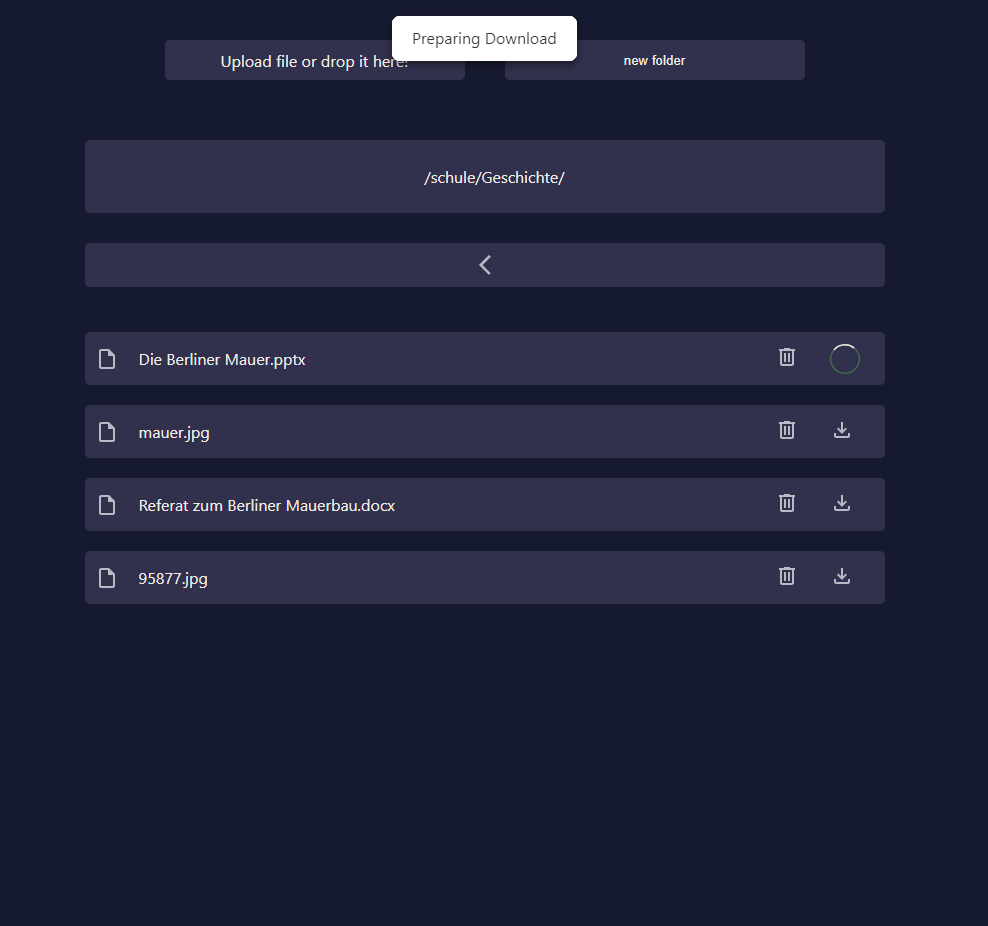 Preparing Download
Upload file or drop it here!
new folder
/schule/Geschichte/
Die Berliner Mauer.pptx
mauer.jpg
Referat zum Berliner Mauerbau.docx
95877.jpg